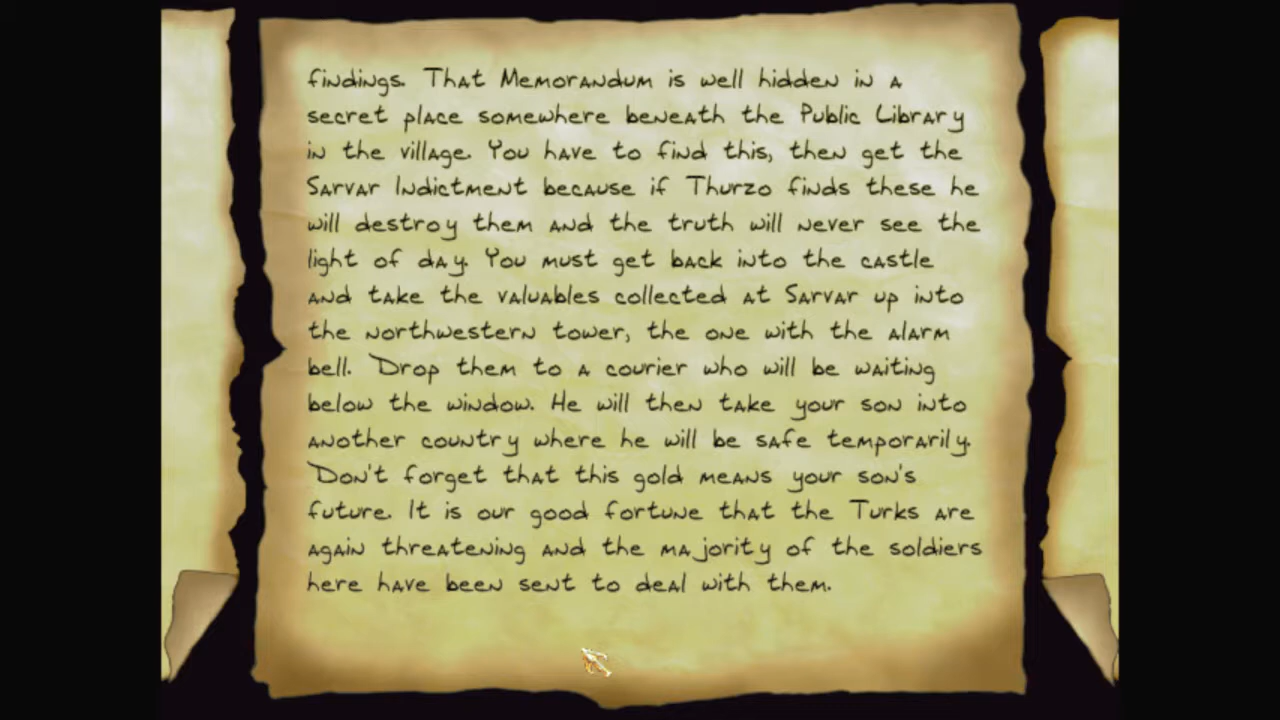 findings. That Memorandum is well hidden in a
secret place somewhere beneath the Public Library
in the village. You have to find this, then get the
Sarvar Indictment because if Thurzo finds these he
will destroy them and the truth will never see the
light of day. You must get back into the castle
and take the valuables collected at Sarvar up into
the northwestern tower, the one with the alarm
bell. Drop them to a courier who will be waiting
below the window. He will then take your son into
another country where he will be safe temporarily.
Don't forget that this gold means your son's
future. It is our good fortune that the Turks are
again threatening and the majority of the soldiers
here have been sent to deal with them.